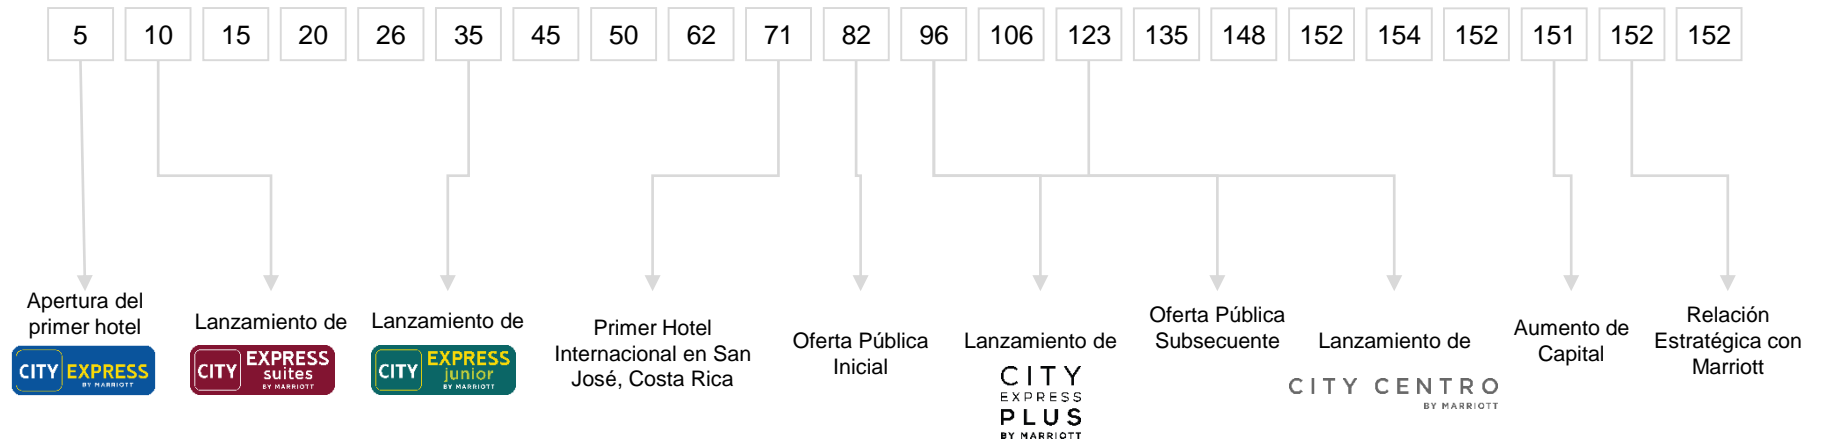 5 10 15 20 26 35 45 50 62 71 82 96 106 123 135 148 152 154 152 151 152 152
Apertura del
primer hotel
CITY EXPRESS
BY MARRIOTT
Lanzamiento de
CITY EXPRESS
suites
BY MARRIOTT
Lanzamiento de
CITY EXPRESS
junior
BY MARRIOTT
Primer Hotel
Internacional en San
José, Costa Rica
Oferta Pública
Inicial
Lanzamiento de
CITY
EXPRESS
PLUS
BY MARRIOTT
Oferta Pública
Subsecuente
Lanzamiento de
CITY CENTRO
BY MARRIOTT
Aumento de
Capital
Relación
Estratégica con
Marriott